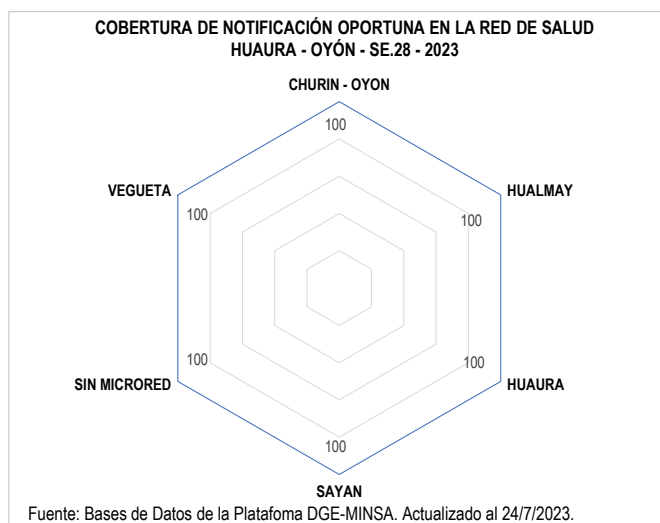 COBERTURA DE NOTIFICACIÓN OPORTUNA EN LA RED DE SALUD
HUAURA - OYÓN - SE.28 - 2023
CHURIN - OYON
100
VEGUETA
HUALMAY
100
100
100
100
SIN MICRORED
HUAURA
100
SAYAN
Fuente: Bases de Datos de la Platafoma DGE-MINSA. Actualizado al 24/7/2023.